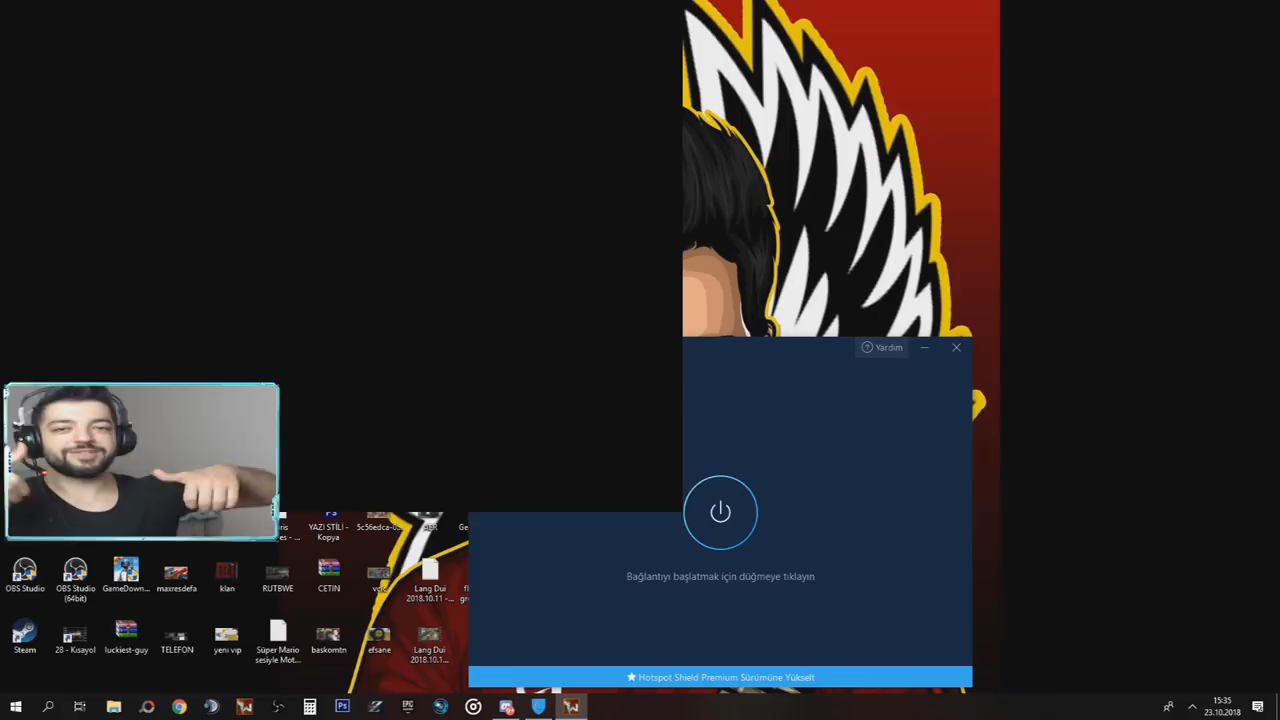 Yardım
Bağlantıyı başlatmak için düğmeye tıklayın
Hotspot Shield Premium Sürümüne Yükselt
YAZI STİLİ -
Kopya
OBS Studio
OBS Studio
(64bit)
GameDown...
maxresdefa
klan
RUTBWE
CETIN
Lang Dui
2018.10.11 -...
Steam
28 - Kısayol
luckiest-guy
TELEFON
yeni vip
Süper Mario
sesiyle Mot...
baskomtn
efsane
Lang Dui
2018.10.1...
Ps
EPIC
15:35
23.10.2018